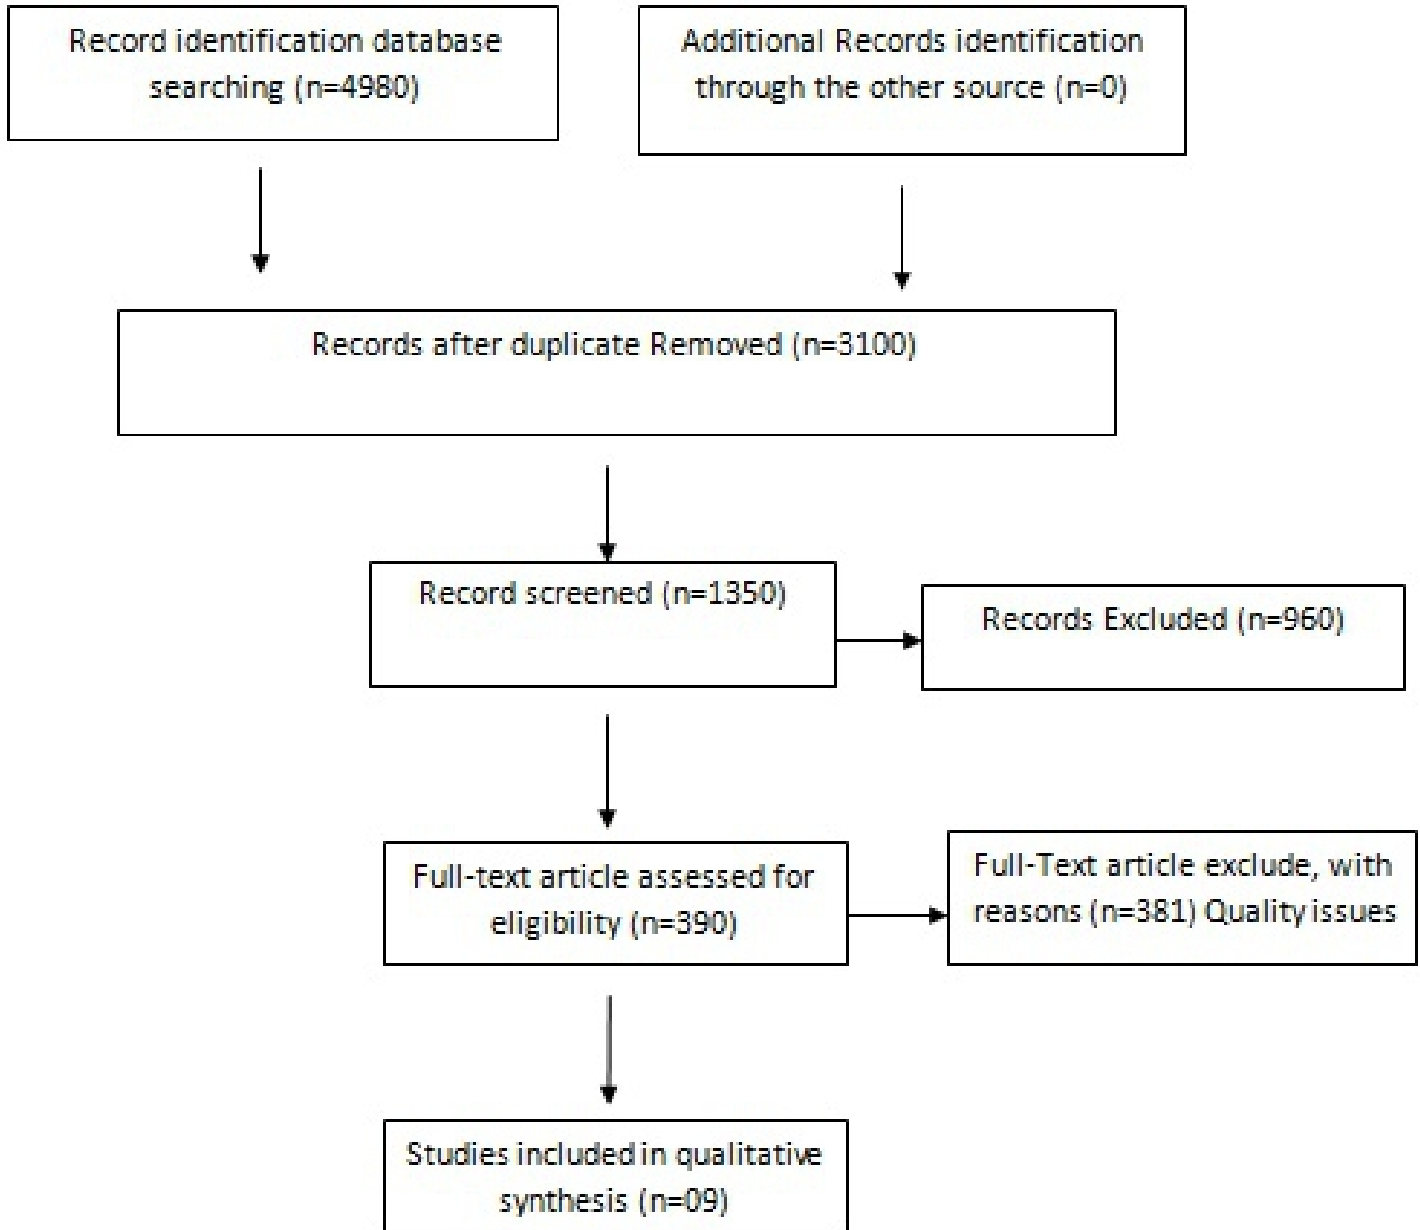 Record identification database
searching (n=4980)
Additional Records identification
through the other source (n=0)
Records after duplicate Removed (n=3100)
Record screened (n=1350)
Records Excluded (n=960)
Full-text article assessed for
eligibility (n=390)
Full-Text article exclude, with
reasons (n=381) Quality issues
Studies included in qualitative
synthesis (n=09)